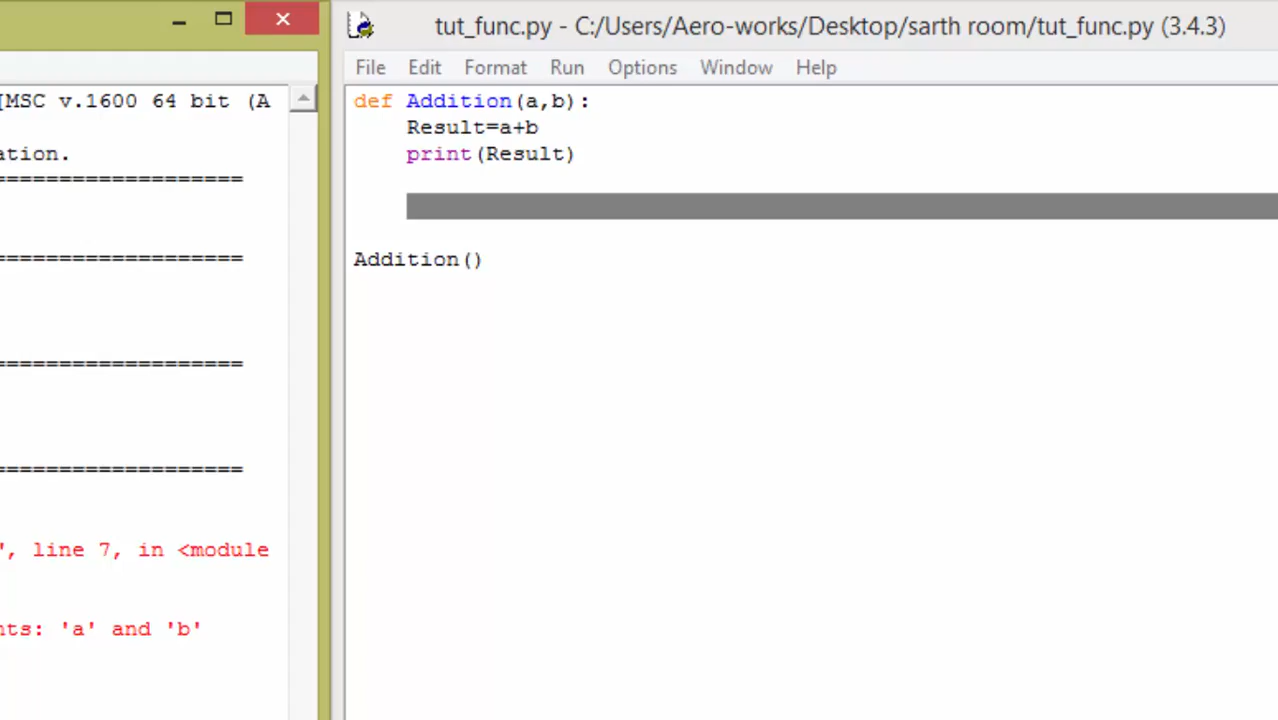 [MSC v.1600 64 bit (A
ation.
===================
===================
===================
===================
", line 7, in <module
nts: 'a' and 'b'
tut_func.py - C:/Users/Aero-works/Desktop/sarth room/tut_func.py (3.4.3)
File Edit Format Run Options Window Help
def Addition(a,b):
    Result=a+b
    print(Result)
Addition()